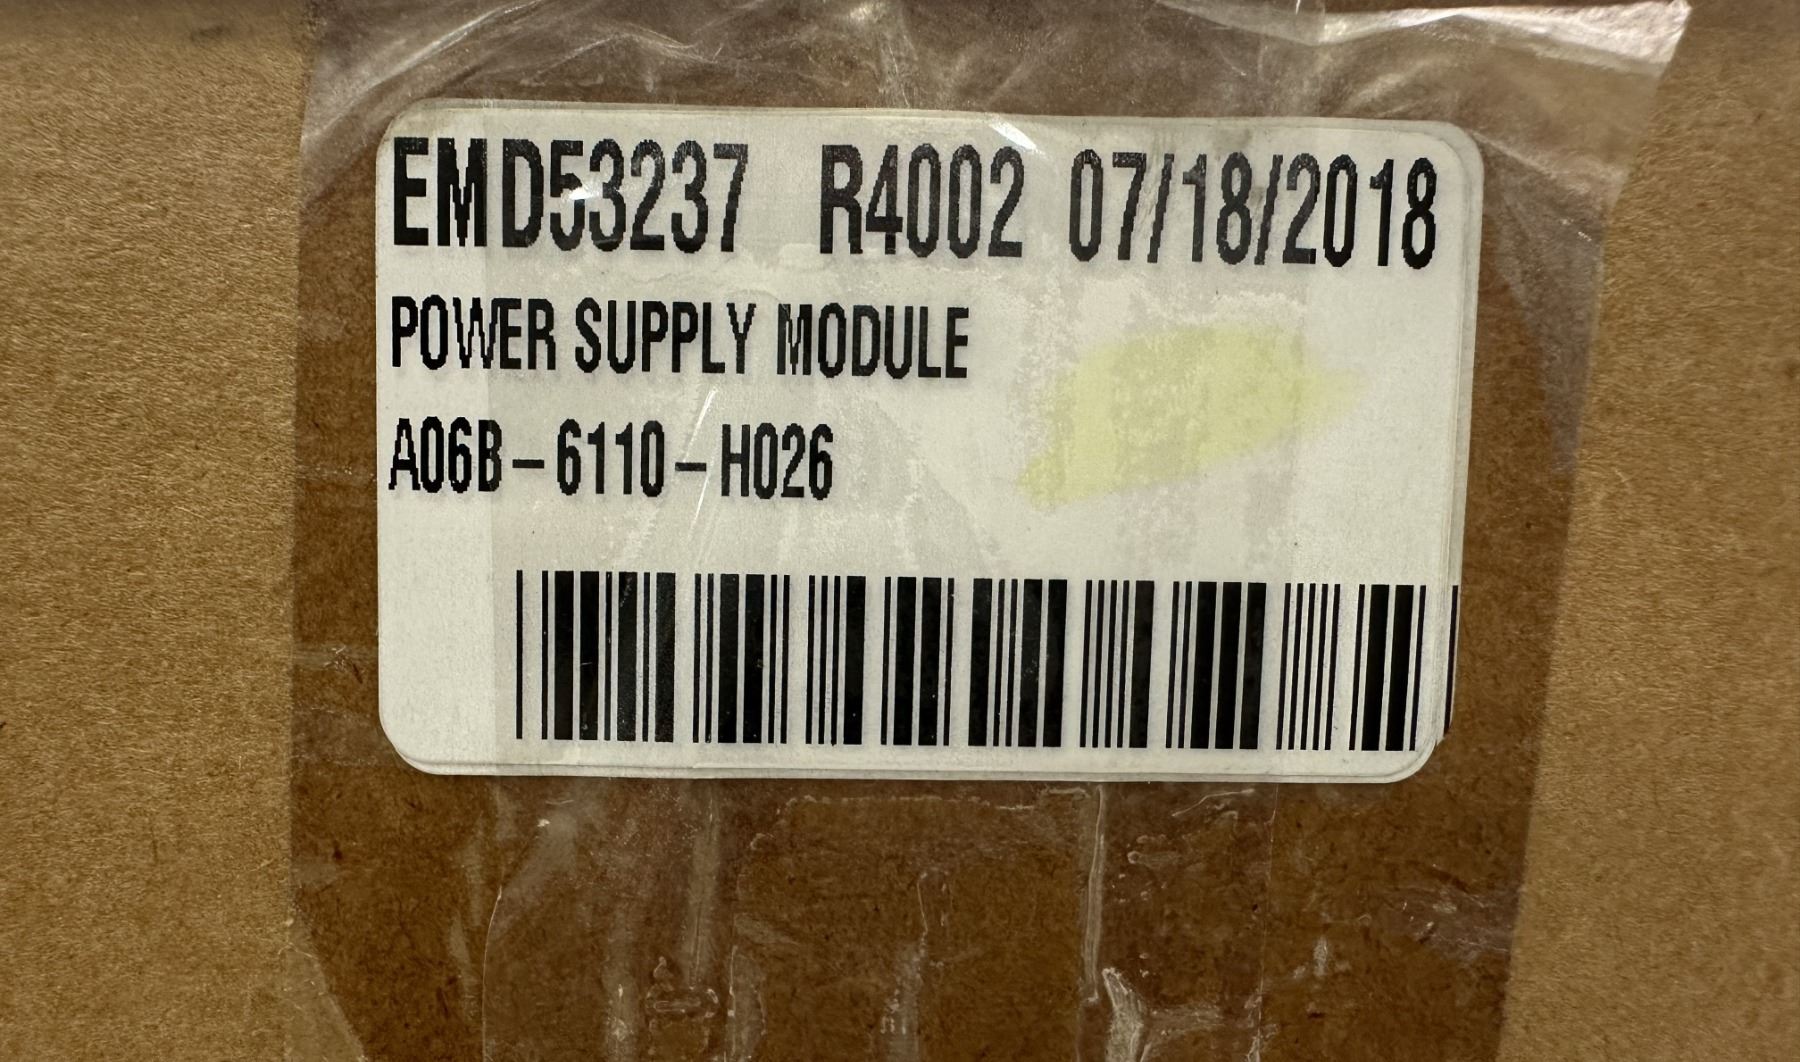 EMD53237 R4002 07/18/2018
POWER SUPPLY MODULE
A06B-6110-H026